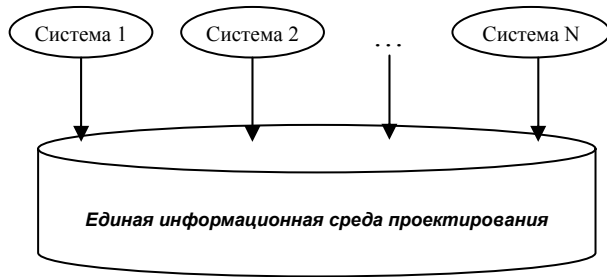 Система 1 Система 2 ... Система N
Единая информационная среда проектирования